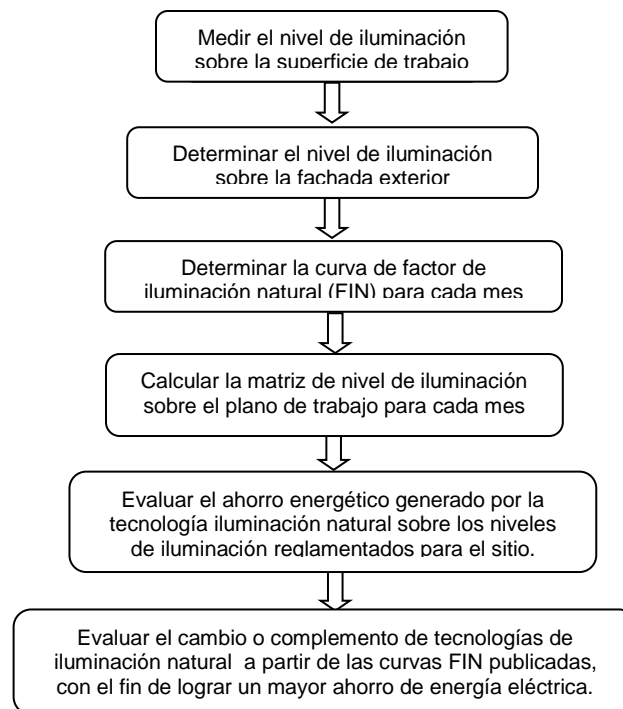 Medir el nivel de iluminación
sobre la superficie de trabajo
Determinar el nivel de iluminación
sobre la fachada exterior
Determinar la curva de factor de
iluminación natural (FIN) para cada mes
Calcular la matriz de nivel de iluminación
sobre el plano de trabajo para cada mes
Evaluar el ahorro energético generado por la
tecnología iluminación natural sobre los niveles
de iluminación reglamentados para el sitio.
Evaluar el cambio o complemento de tecnologías de
iluminación natural a partir de las curvas FIN publicadas,
con el fin de lograr un mayor ahorro de energía eléctrica.